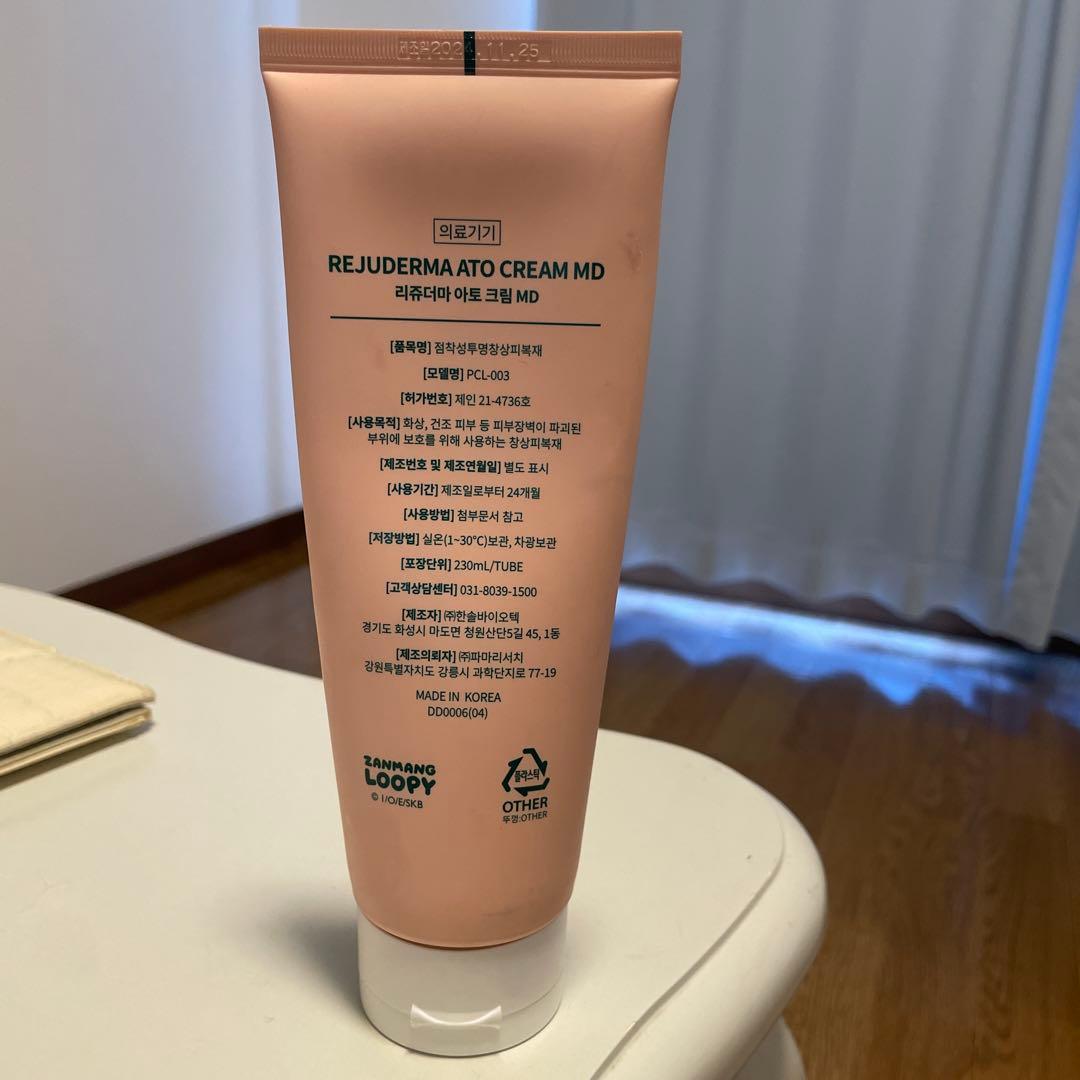 제조일2024.11.25
의료기기
REJUDERMA ATO CREAM MD
리쥬더마 아토 크림 MD
[품목명] 점착성투명창상피복재
[모델명] PCL-003
[허가번호] 제인 21-4736호
[사용목적] 화상, 건조 피부 등 피부장벽이 파괴된
부위에 보호를 위해 사용하는 창상피복재
[제조번호 및 제조연월일] 별도 표시
[사용기간] 제조일로부터 24개월
[사용방법] 첨부문서 참고
[저장방법] 실온(1~30℃)보관, 차광보관
[포장단위] 230mL/TUBE
[고객상담센터] 031-8039-1500
[제조자] ㈜한솔바이오텍
경기도 화성시 마도면 청원산단5길 45, 1동
[제조의뢰자] ㈜파마리서치
강원특별자치도 강릉시 과학단지로 77-19
MADE IN KOREA
DD0006(04)
ZANMANG
LOOPY
© I/O/E/SKB
플라스틱
OTHER
뚜껑:OTHER